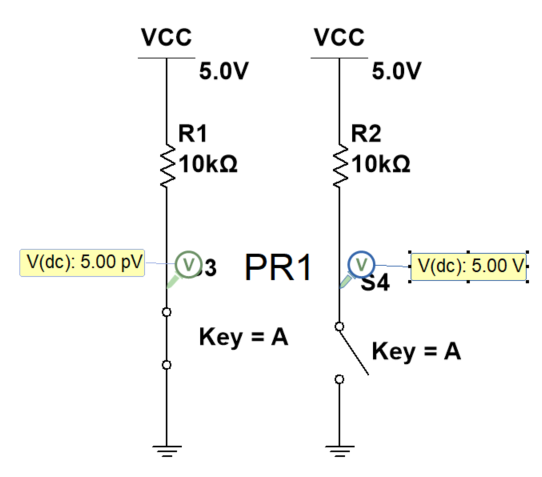 VCC
5.0V
R1
10kΩ
V(dc): 5.00 pV
V
3
Key = A
VCC
5.0V
R2
10kΩ
PR1
V
V(dc): 5.00 V
S4
Key = A